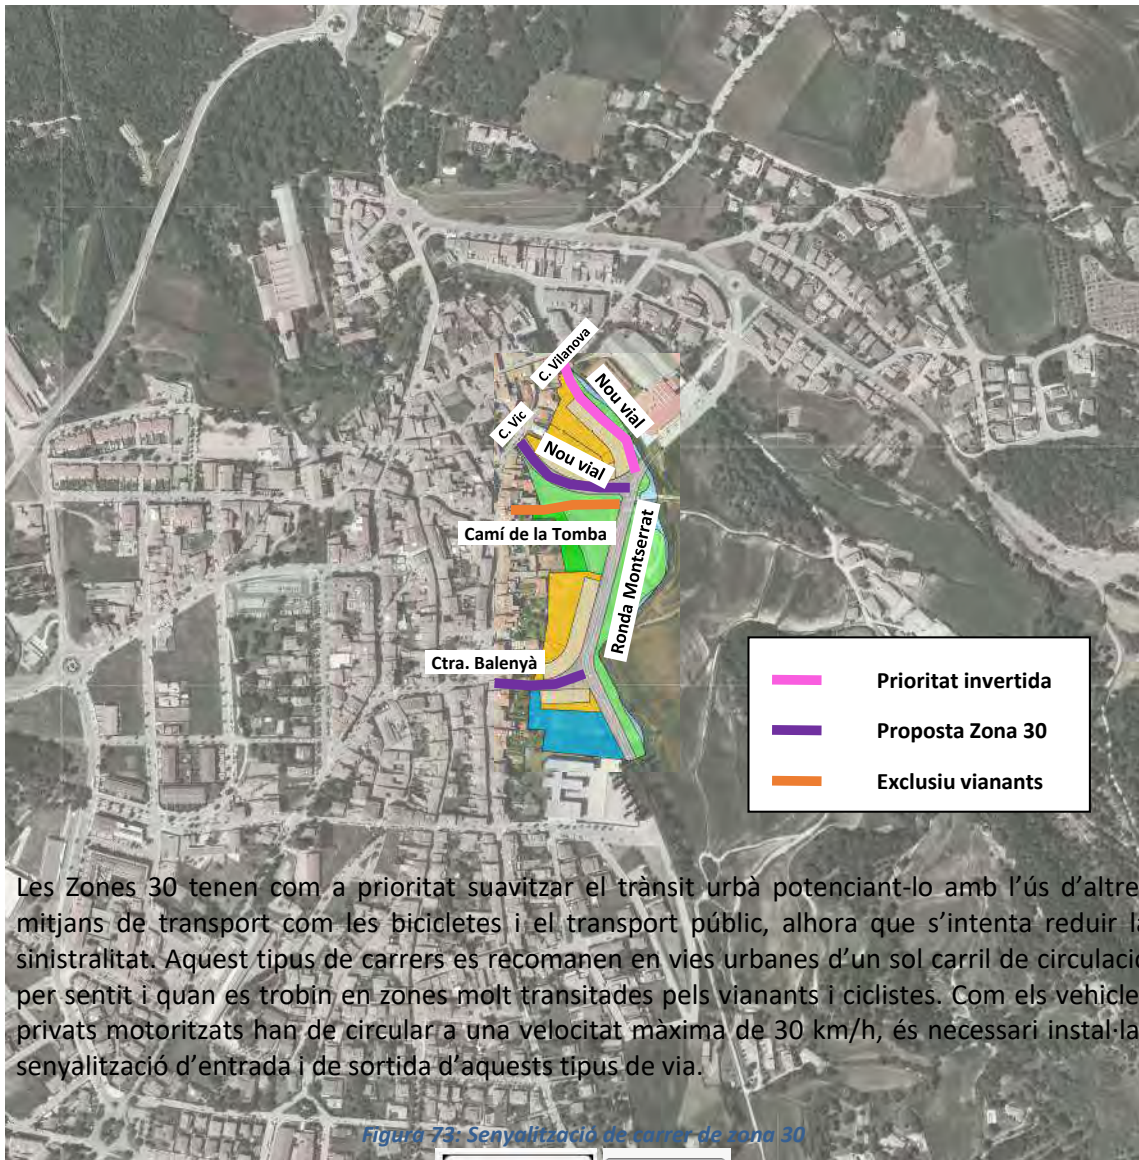 C. Vilanova
Nou vial
C. Vic
Nou vial
Camí de la Tomba
Ronda Montserrat
Ctra. Balenyà
Prioritat invertida
Proposta Zona 30
Exclusiu vianants
Les Zones 30 tenen com a prioritat suavitzar el trànsit urbà potenciant-lo amb l’ús d’altre
mitjans de transport com les bicicletes i el transport públic, alhora que s’intenta reduir l
sinistralitat. Aquest tipus de carrers es recomanen en vies urbanes d’un sol carril de circulació
per sentit i quan es trobin en zones molt transitades pels vianants i ciclistes. Com els vehicle
privats motoritzats han de circular a una velocitat màxima de 30 km/h, és necessari instal·la
senyalització d’entrada i de sortida d’aquests tipus de via.
Figura 73: Senyalització de carrer de zona 30